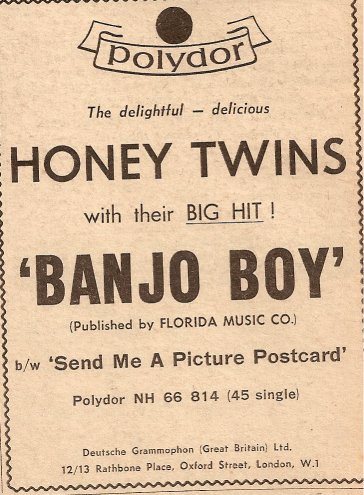 Polydor
The delightful — delicious
HONEY TWINS
with their BIG HIT !
'BANJO BOY'
(Published by FLORIDA MUSIC CO.)
b/w 'Send Me A Picture Postcard'
Polydor NH 66 814 (45 single)
Deutsche Grammophon (Great Britain) Ltd.
12/13 Rathbone Place, Oxford Street, London, W.1